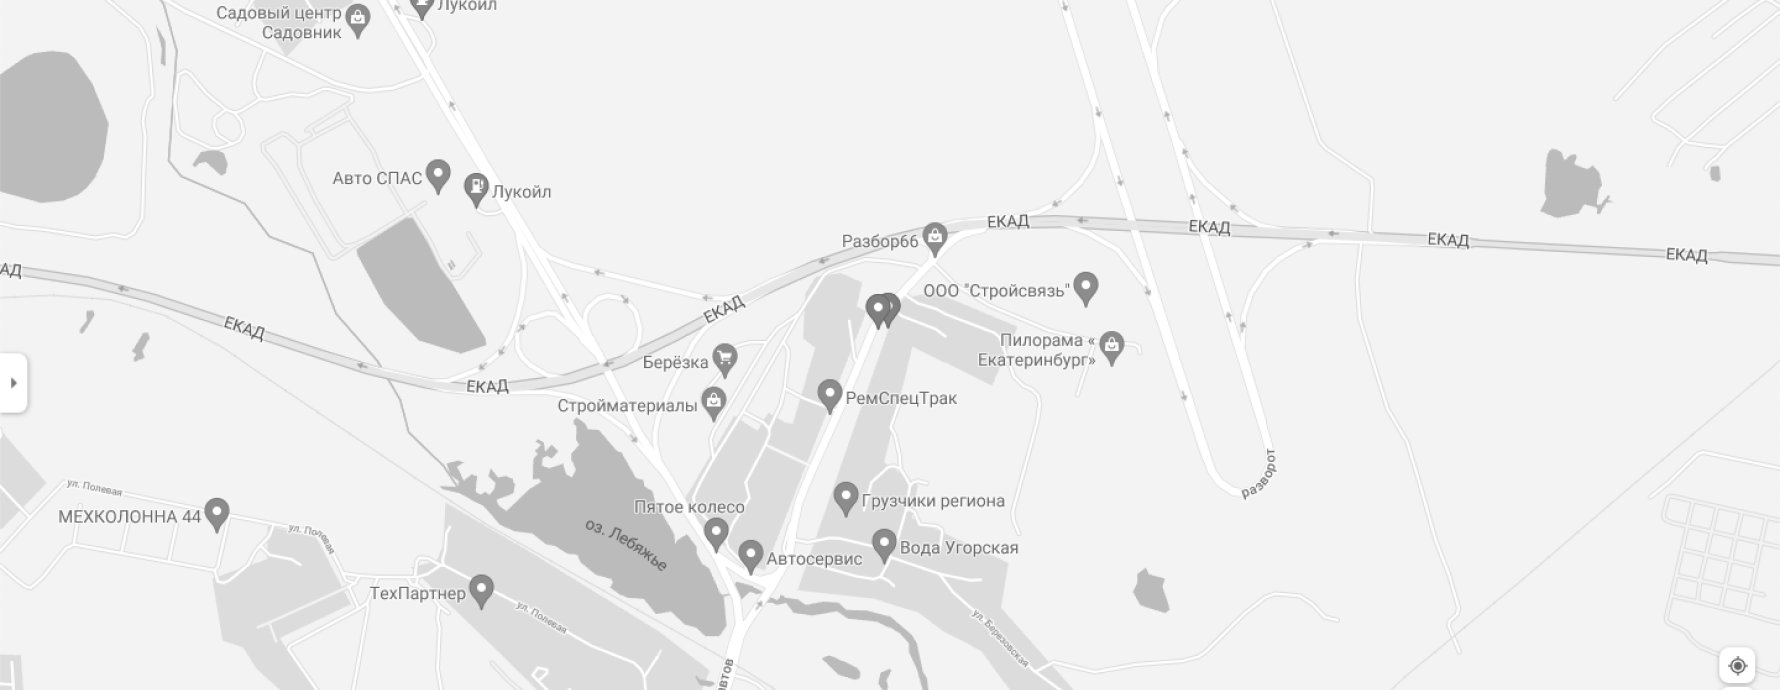 Садовый центр
Садовник
Лукойл
Авто СПАС
Лукойл
Разбор66
ЕКАД
ЕКАД
ЕКАД
ЕКАД
АД
ЕКАД
ЕКАД
ЕКАД
ООО "Стройсвязь"
Пилорама «
Екатеринбург»
Берёзка
Стройматериалы
РемСпецТрак
разворот
ул. Полевая
МЕХКОЛОННА 44
ул. Полевая
Пятое колесо
оз. Лебяжье
Грузчики региона
Вода Угорская
Автосервис
ТехПартнер
ул. Полевая
ул. Березовская
автов